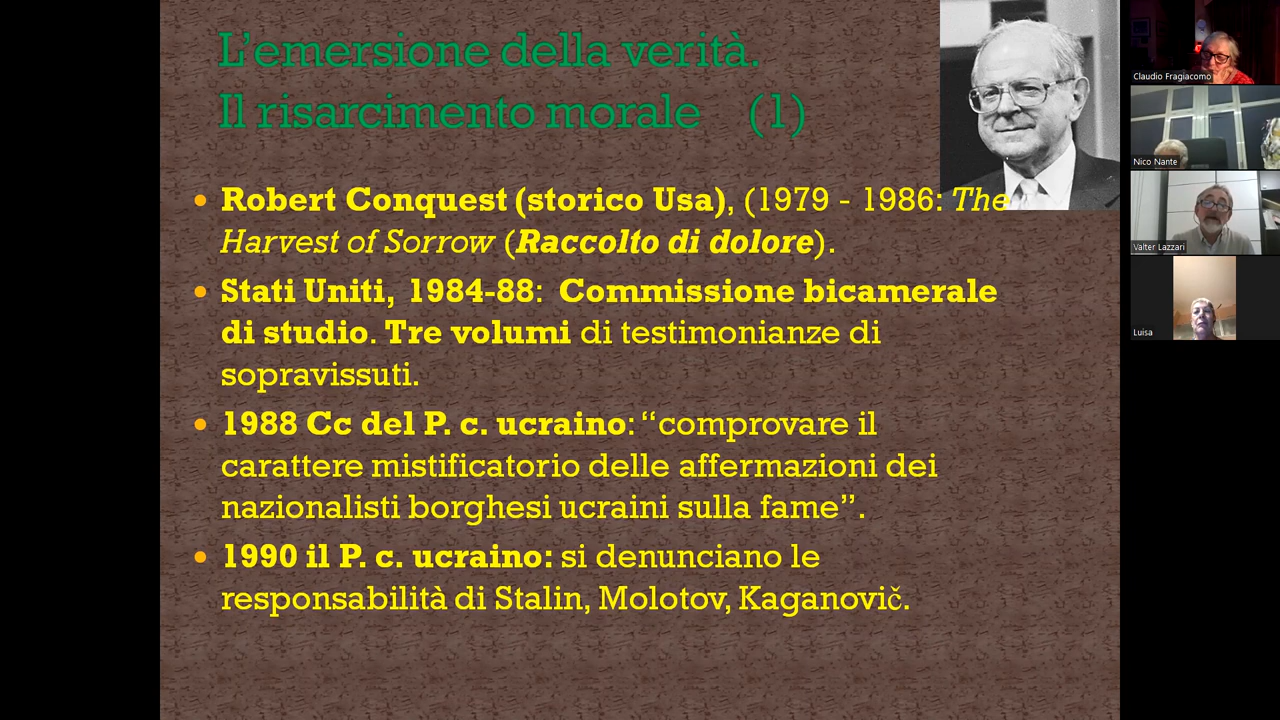 L'emersione della verità.
Il risarcimento morale (1)
• Robert Conquest (storico Usa), (1979 - 1986: The
Harvest of Sorrow (Raccolto di dolore).
• Stati Uniti, 1984-88: Commissione bicamerale
di studio. Tre volumi di testimonianze di
sopravissuti.
• 1988 Cc del P. c. ucraino: “comprovare il
carattere mistificatorio delle affermazioni dei
nazionalisti borghesi ucraini sulla fame”.
• 1990 il P. c. ucraino: si denunciano le
responsabilità di Stalin, Molotov, Kaganovič.
Claudio Fragiacomo
Nico Nante
Valter Lazzari
Luisa